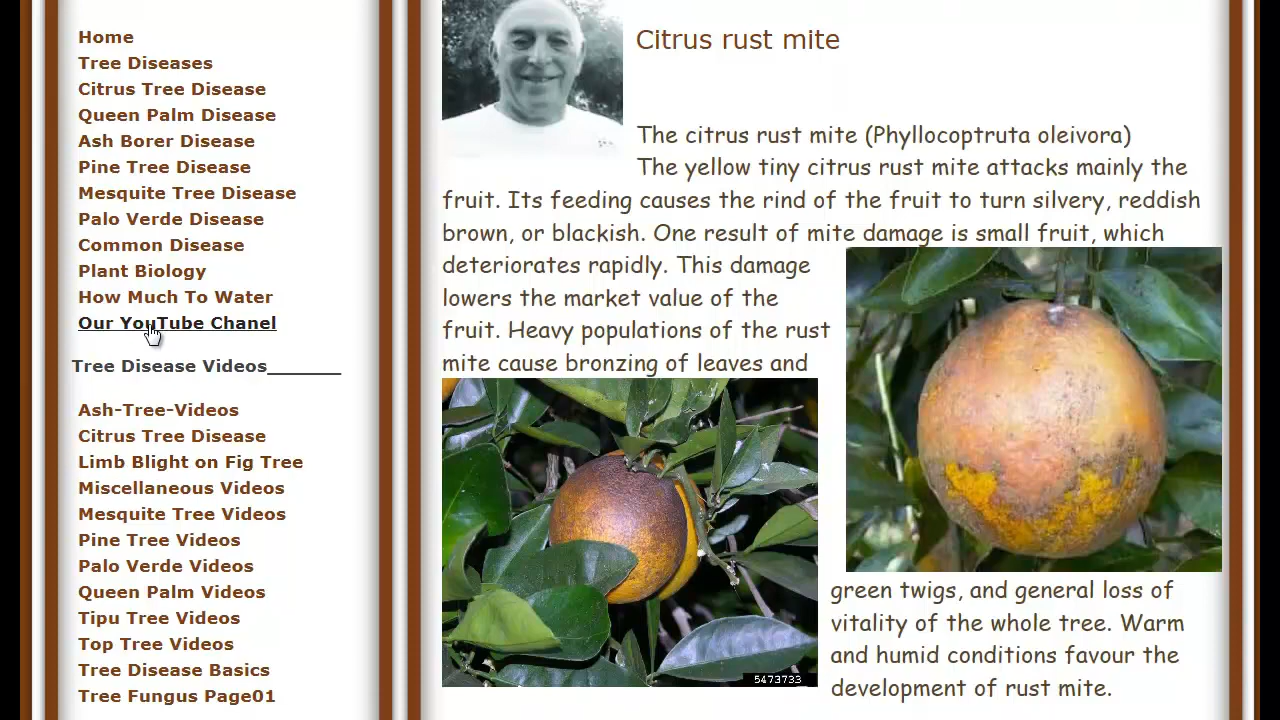 Home
Tree Diseases
Citrus Tree Disease
Queen Palm Disease
Ash Borer Disease
Pine Tree Disease
Mesquite Tree Disease
Palo Verde Disease
Common Disease
Plant Biology
How Much To Water
Our YouTube Chanel
Tree Disease Videos_______
Ash-Tree-Videos
Citrus Tree Disease
Limb Blight on Fig Tree
Miscellaneous Videos
Mesquite Tree Videos
Pine Tree Videos
Palo Verde Videos
Queen Palm Videos
Tipu Tree Videos
Top Tree Videos
Tree Disease Basics
Tree Fungus Page01
Citrus rust mite
The citrus rust mite (Phyllocoptruta oleivora)
The yellow tiny citrus rust mite attacks mainly the
fruit. Its feeding causes the rind of the fruit to turn silvery, reddish
brown, or blackish. One result of mite damage is small fruit, which
deteriorates rapidly. This damage
lowers the market value of the
fruit. Heavy populations of the rust
mite cause bronzing of leaves and
green twigs, and general loss of
vitality of the whole tree. Warm
and humid conditions favour the
development of rust mite.
5473733